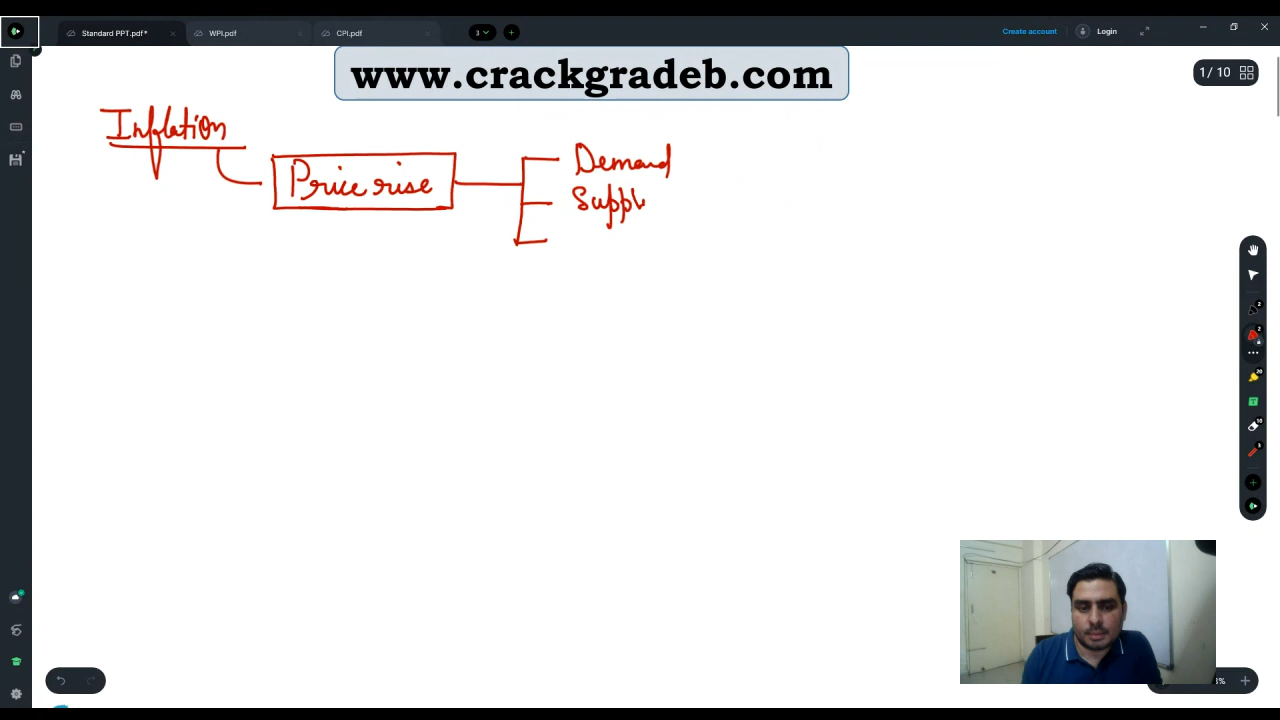 Standard PPT.pdf*
WPI.pdf
CPI.pdf
3
Create account
Login
www.crackgradeb.com
1 / 10
Inflation
Price rise
Demand
Suppl